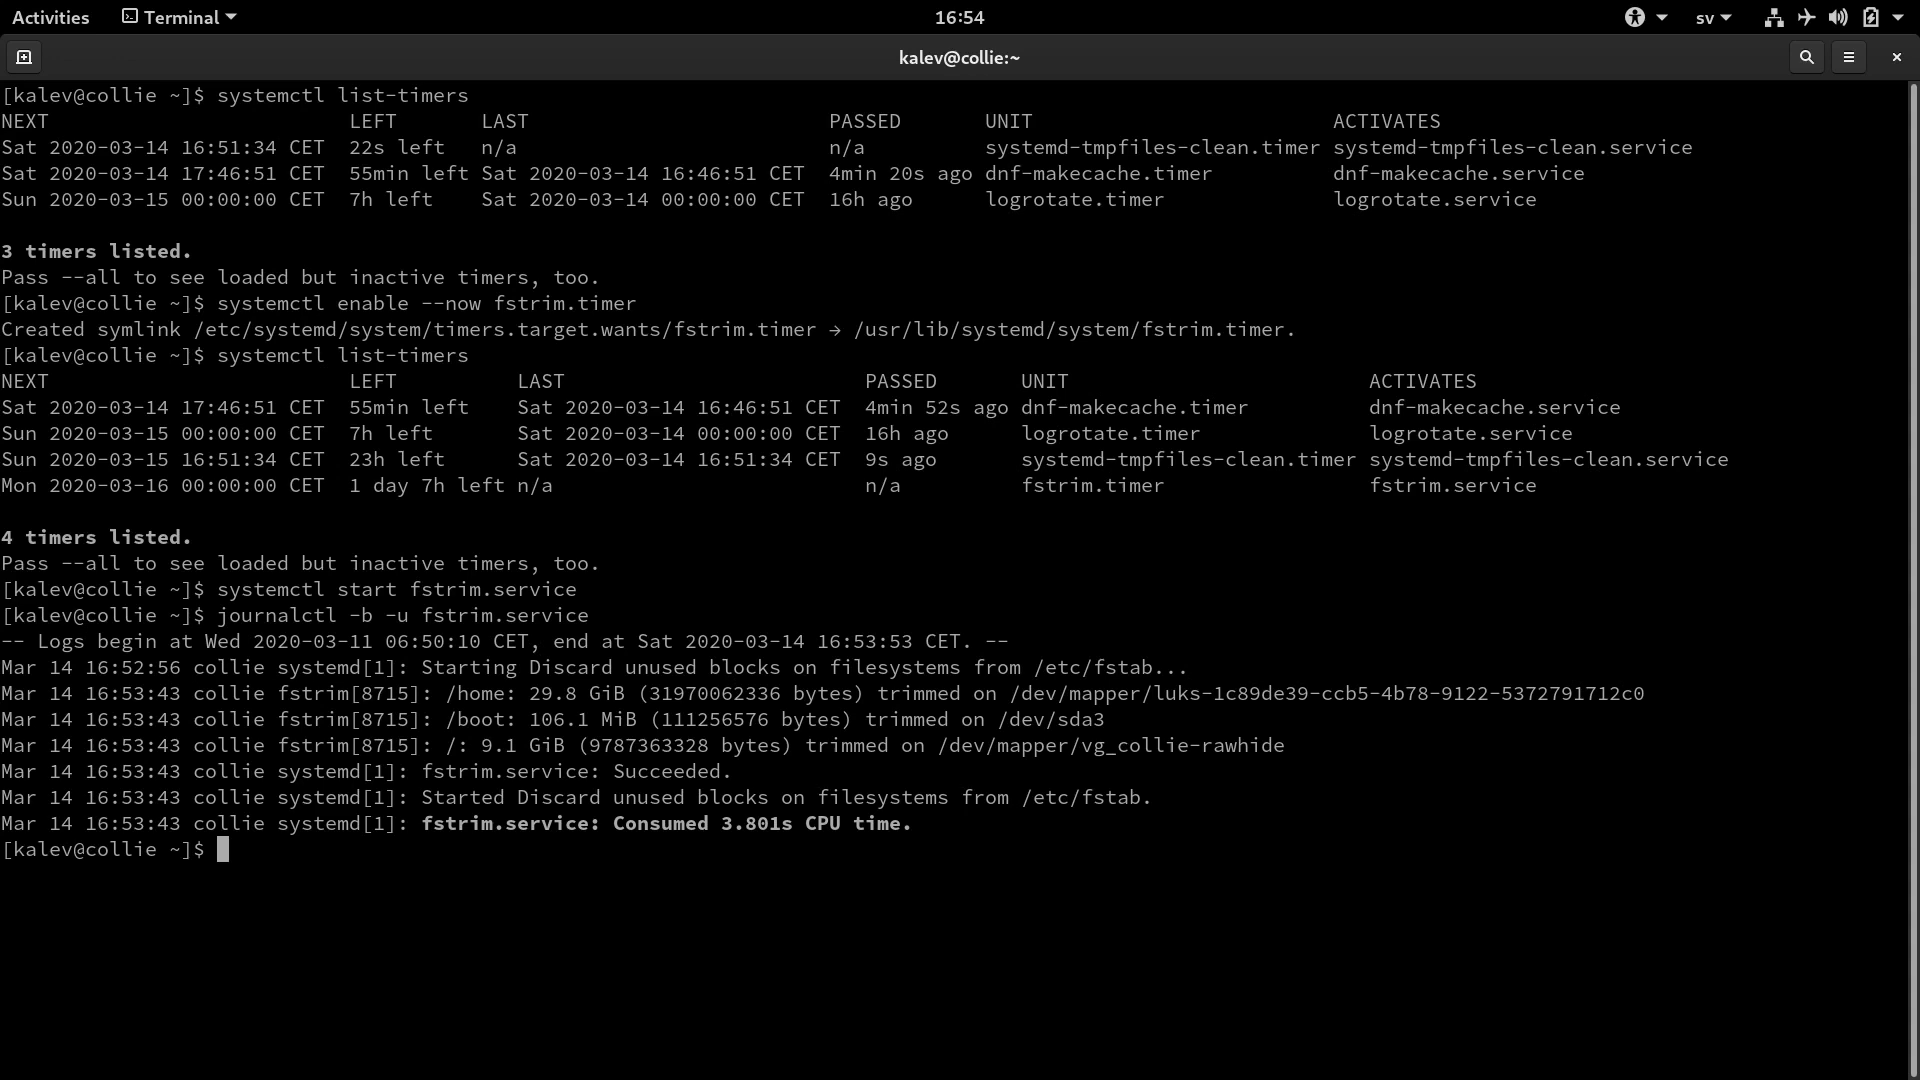 Activities Terminal 16:54 sv
kalev@collie:~
[kalev@collie ~]$ systemctl list-timers
NEXT LEFT LAST PASSED UNIT ACTIVATES
Sat 2020-03-14 16:51:34 CET 22s left n/a n/a systemd-tmpfiles-clean.timer systemd-tmpfiles-clean.service
Sat 2020-03-14 17:46:51 CET 55min left Sat 2020-03-14 16:46:51 CET 4min 20s ago dnf-makecache.timer dnf-makecache.service
Sun 2020-03-15 00:00:00 CET 7h left Sat 2020-03-14 00:00:00 CET 16h ago logrotate.timer logrotate.service
3 timers listed.
Pass --all to see loaded but inactive timers, too.
[kalev@collie ~]$ systemctl enable --now fstrim.timer
Created symlink /etc/systemd/system/timers.target.wants/fstrim.timer → /usr/lib/systemd/system/fstrim.timer.
[kalev@collie ~]$ systemctl list-timers
NEXT LEFT LAST PASSED UNIT ACTIVATES
Sat 2020-03-14 17:46:51 CET 55min left Sat 2020-03-14 16:46:51 CET 4min 52s ago dnf-makecache.timer dnf-makecache.service
Sun 2020-03-15 00:00:00 CET 7h left Sat 2020-03-14 00:00:00 CET 16h ago logrotate.timer logrotate.service
Sun 2020-03-15 16:51:34 CET 23h left Sat 2020-03-14 16:51:34 CET 9s ago systemd-tmpfiles-clean.timer systemd-tmpfiles-clean.service
Mon 2020-03-16 00:00:00 CET 1 day 7h left n/a n/a fstrim.timer fstrim.service
4 timers listed.
Pass --all to see loaded but inactive timers, too.
[kalev@collie ~]$ systemctl start fstrim.service
[kalev@collie ~]$ journalctl -b -u fstrim.service
-- Logs begin at Wed 2020-03-11 06:50:10 CET, end at Sat 2020-03-14 16:53:53 CET. --
Mar 14 16:52:56 collie systemd[1]: Starting Discard unused blocks on filesystems from /etc/fstab...
Mar 14 16:53:43 collie fstrim[8715]: /home: 29.8 GiB (31970062336 bytes) trimmed on /dev/mapper/luks-1c89de39-ccb5-4b78-9122-5372791712c0
Mar 14 16:53:43 collie fstrim[8715]: /boot: 106.1 MiB (111256576 bytes) trimmed on /dev/sda3
Mar 14 16:53:43 collie fstrim[8715]: /: 9.1 GiB (9787363328 bytes) trimmed on /dev/mapper/vg_collie-rawhide
Mar 14 16:53:43 collie systemd[1]: fstrim.service: Succeeded.
Mar 14 16:53:43 collie systemd[1]: Started Discard unused blocks on filesystems from /etc/fstab.
Mar 14 16:53:43 collie systemd[1]: fstrim.service: Consumed 3.801s CPU time.
[kalev@collie ~]$